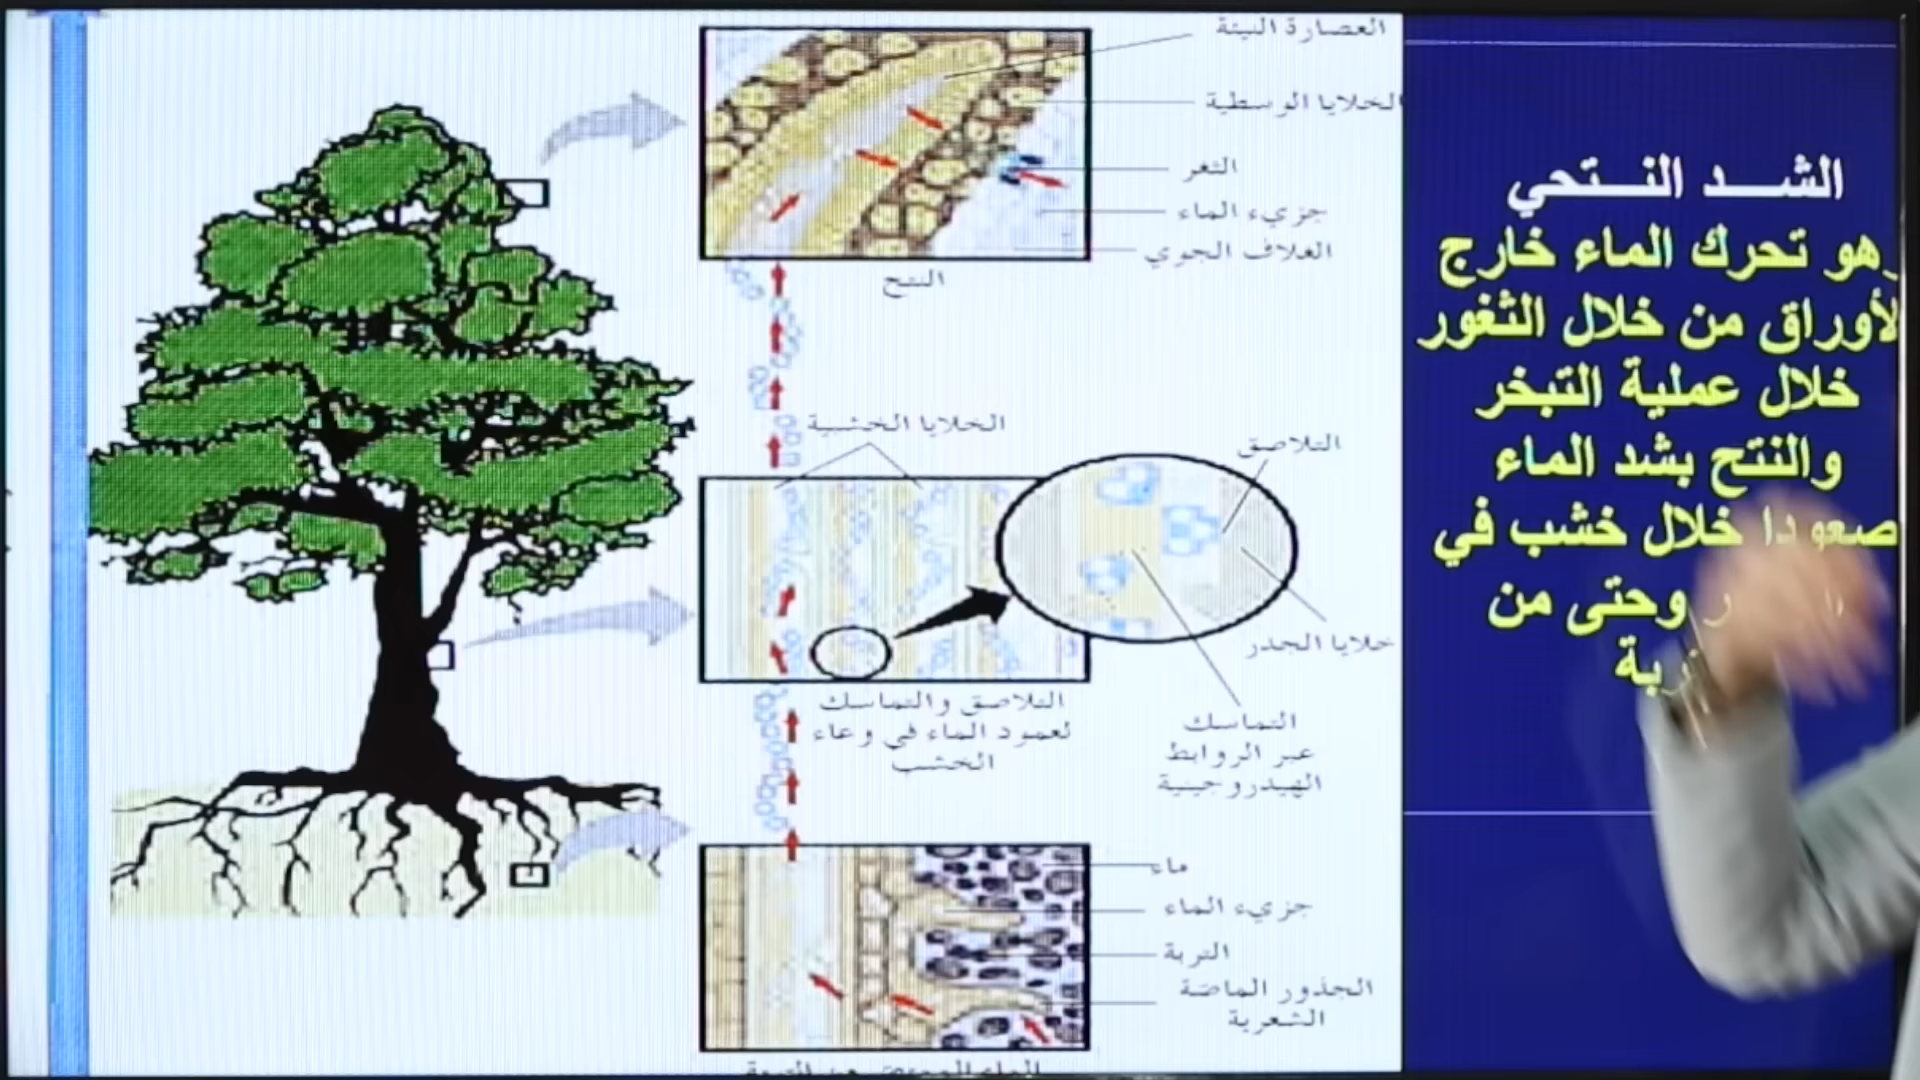 العصارة النيئة
الخلايا الوسطية
الثغر
جزيء الماء
الغلاف الجوي
النتح
الخلايا الخشبية
التلاصق
خلايا الجدر
التلاصق والتماسك
لعمود الماء في وعاء
الخشب
التماسك
عبر الروابط
الهيدروجينية
ماء
جزيء الماء
التربة
الجذور الماصة
الشعرية
الشد النتحي
هو تحرك الماء خارج
لأوراق من خلال الثغور
خلال عملية التبخر
والنتح بشد الماء
صعودا خلال خشب في
وحتى من